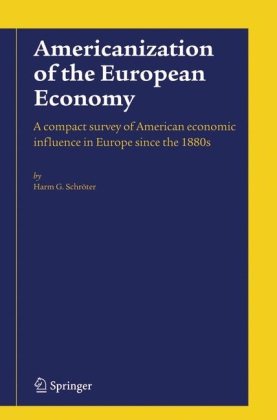 Americanization
of the European
Economy
A compact survey of American economic
influence in Europe since the 1880s
by
Harm G. Schröter
Springer